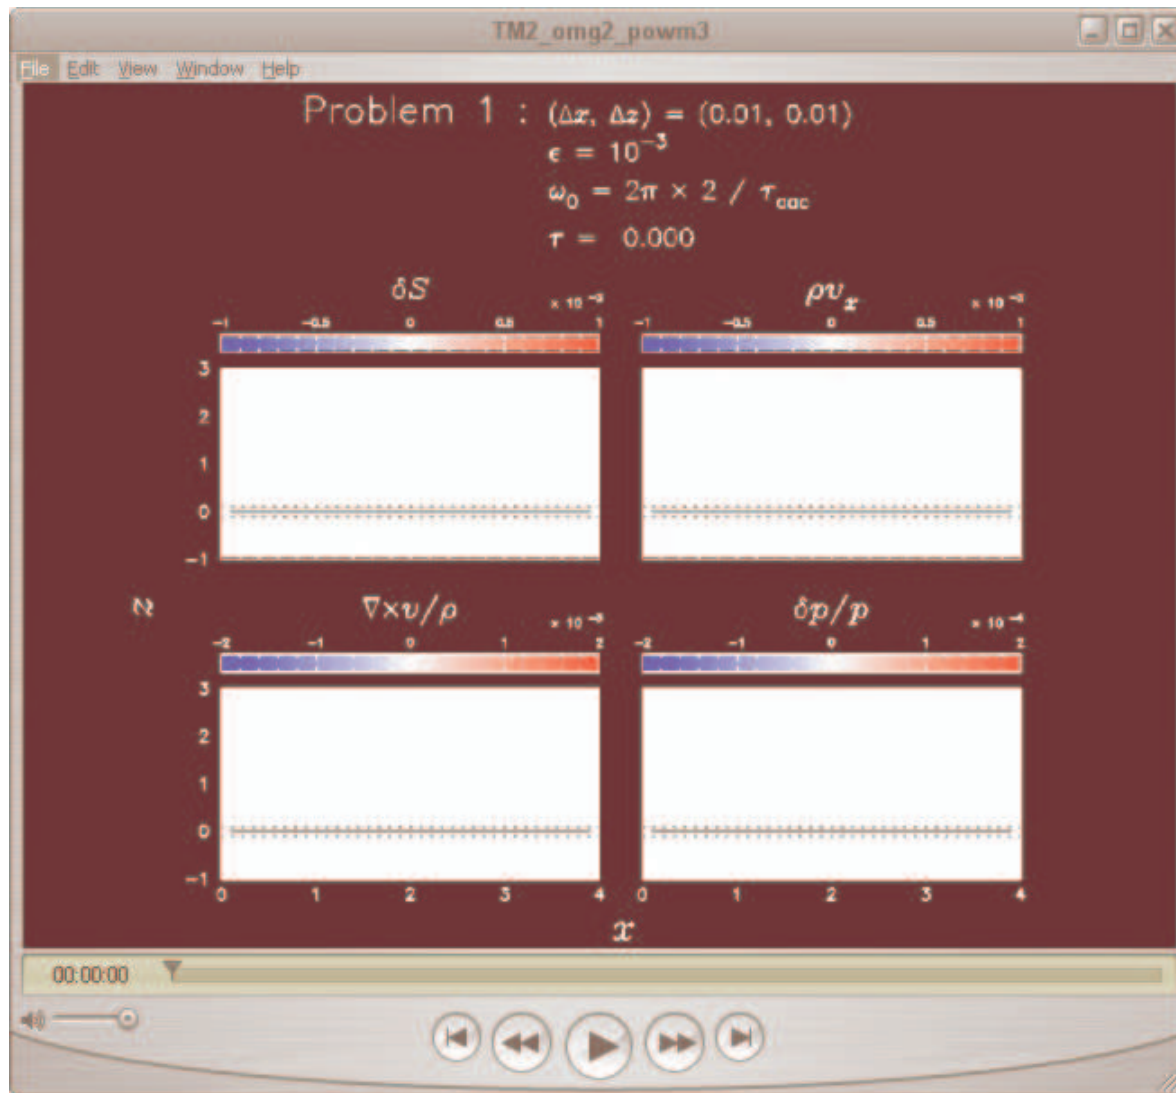 TM2_omg2_powm3
File Edit View Window Help
Problem 1 : (Δx, Δz) = (0.01, 0.01)
ϵ = 10⁻³
ω₀ = 2π × 2 / τcac
τ = 0.000
δS × 10⁻³
-1 -0.5 0 0.5 1
ρvₓ × 10⁻³
-1 -0.5 0 0.5 1
3
2
1
0
-1
z
∇×v/ρ × 10⁻³
-2 -1 0 1 2
δp/p × 10⁻⁴
-2 -1 0 1 2
3
2
1
0
-1
0 1 2 3 4
0 1 2 3 4
x
00:00:00